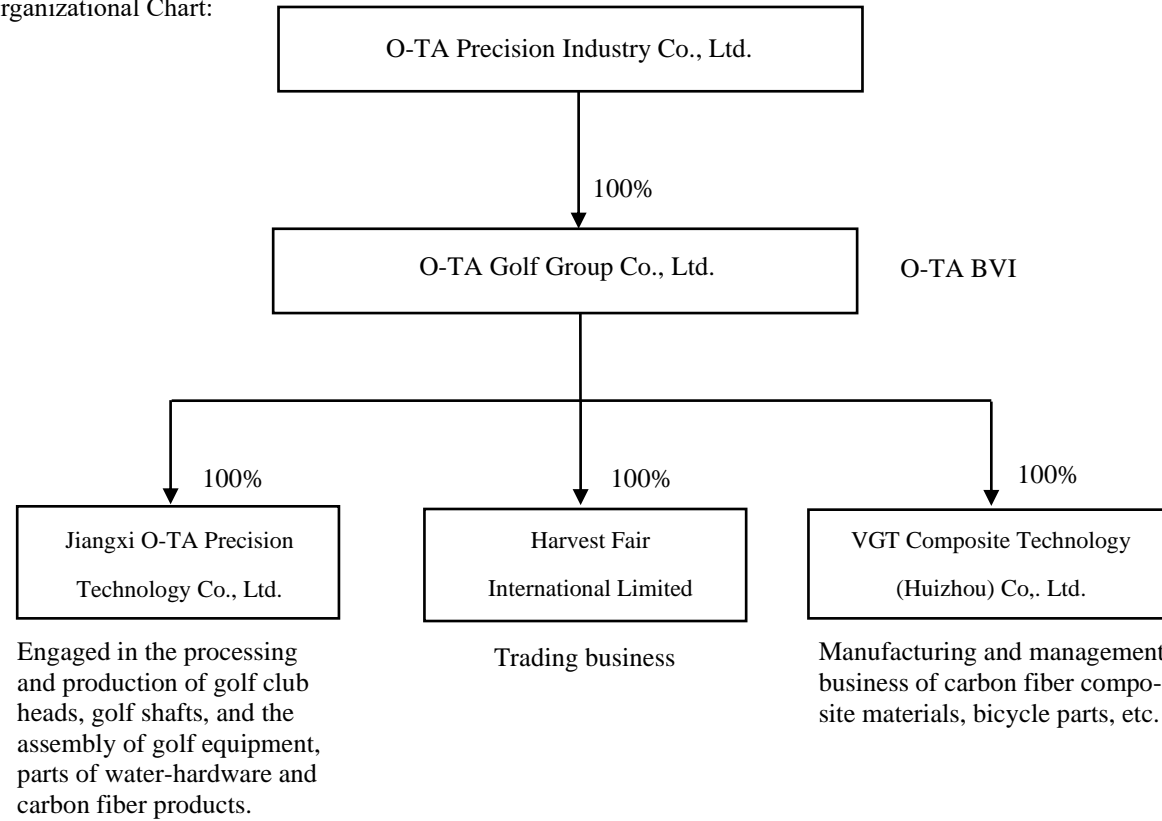 rganizational Chart:
O-TA Precision Industry Co., Ltd.
100%
O-TA Golf Group Co., Ltd.
O-TA BVI
100%
100%
100%
Jiangxi O-TA Precision
Technology Co., Ltd.
Harvest Fair
International Limited
VGT Composite Technology
(Huizhou) Co,. Ltd.
Engaged in the processing
and production of golf club
heads, golf shafts, and the
assembly of golf equipment,
parts of water-hardware and
carbon fiber products.
Trading business
Manufacturing and management
business of carbon fiber compo-
site materials, bicycle parts, etc.